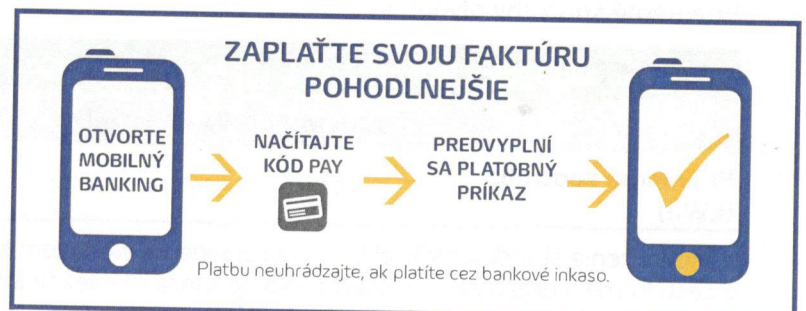 ZAPLAŤTE SVOJU FAKTÚRU
POHODLNEJŠIE
OTVORTE
MOBILNÝ
BANKING
NAČÍTAJTE
KÓD PAY
PREDVYPLNÍ
SA PLATOBNÝ
PRÍKAZ
Platbu neuhrádzajte, ak platíte cez bankové inkaso.